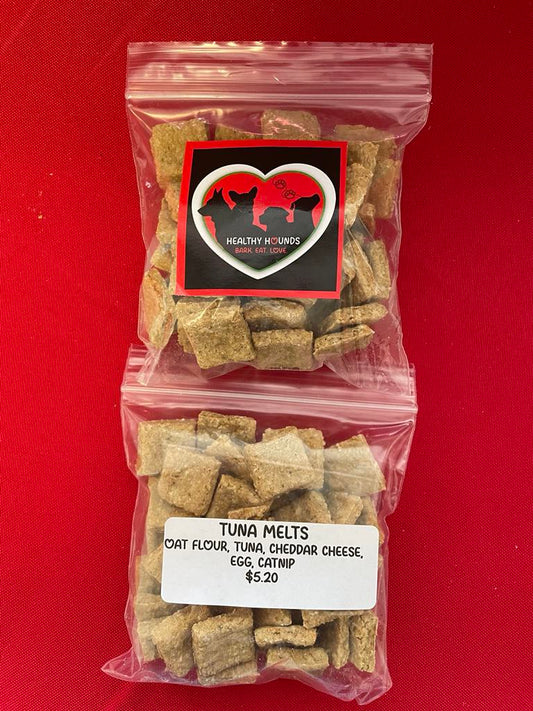 HEALTHY HOUNDS
BARK. EAT. LOVE
TUNA MELTS
OAT FLOUR, TUNA, CHEDDAR CHEESE,
EGG, CATNIP
$5.20